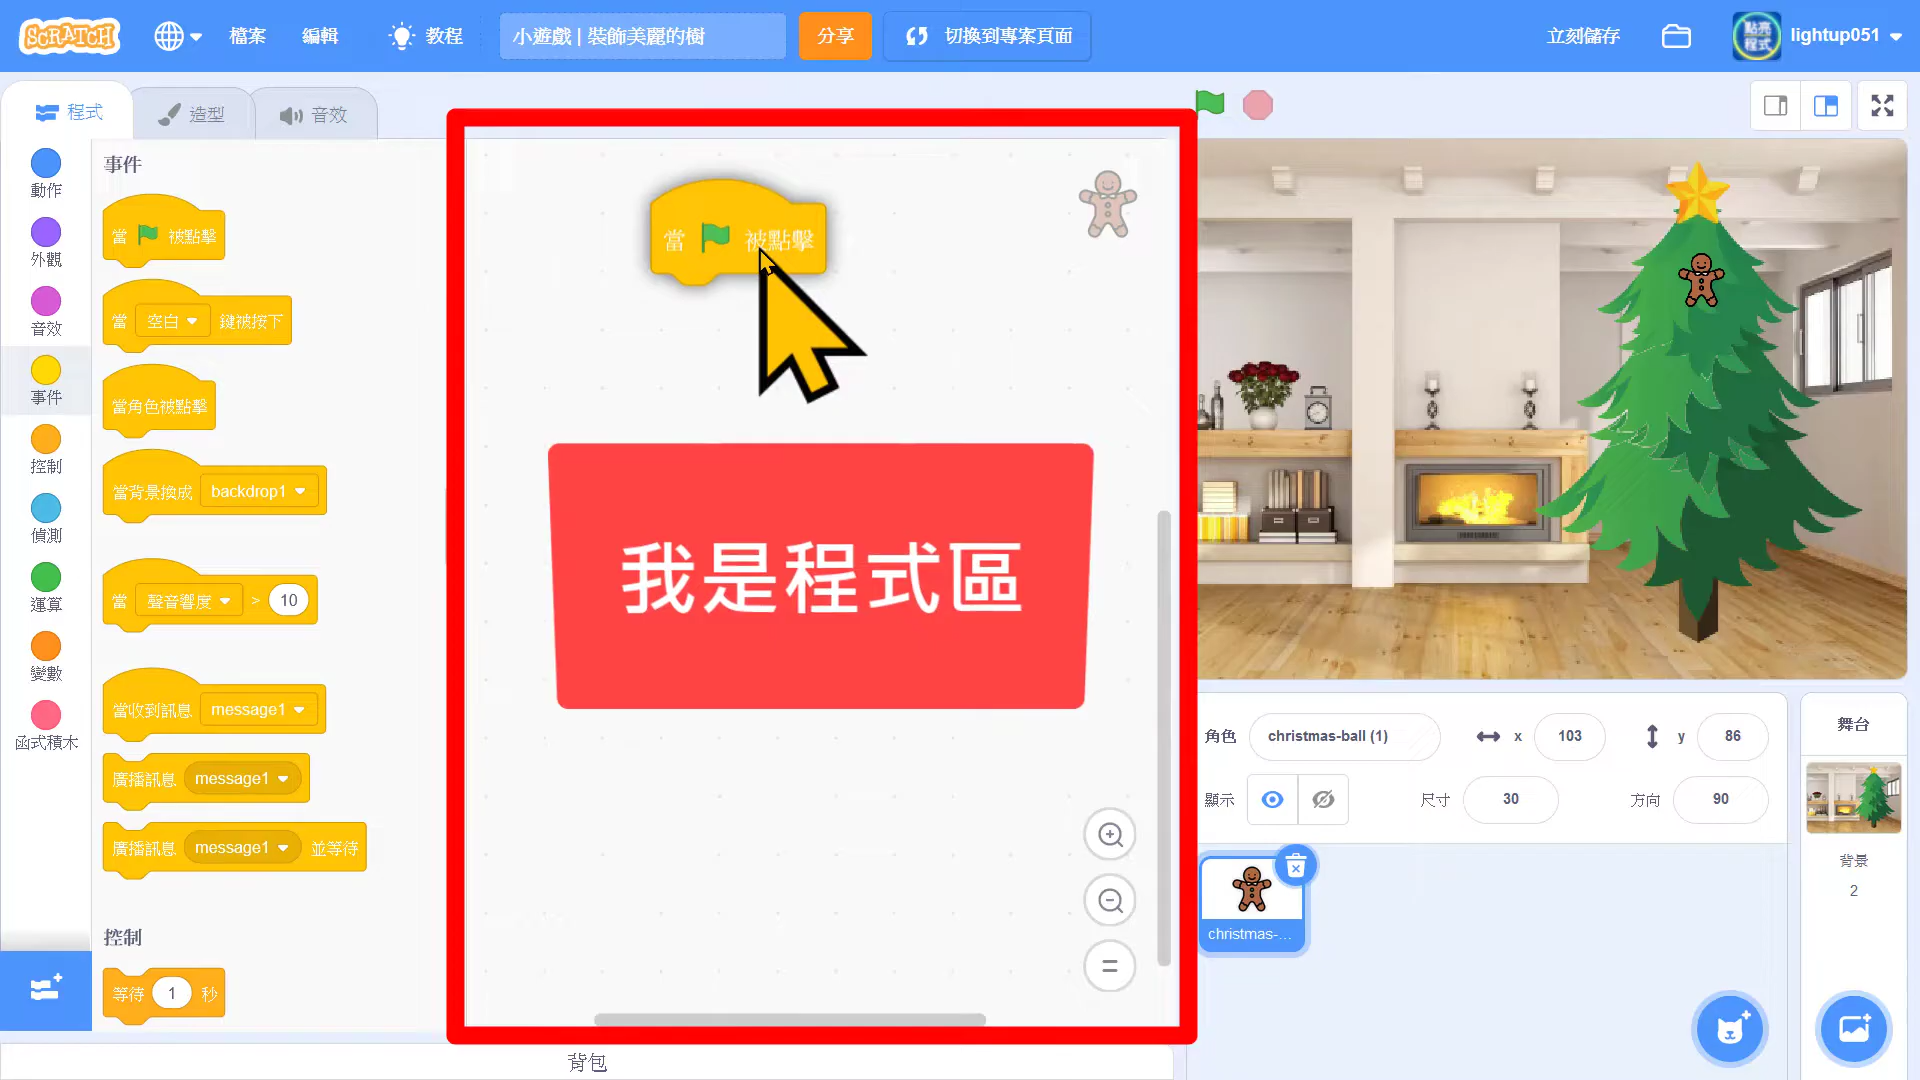 SCRATCH
檔案
編輯
教程
小遊戲 | 裝飾美麗的樹
分享
切換到專案頁面
立刻儲存
點亮
程式
lightup051
程式
造型
音效
動作
外觀
音效
事件
控制
偵測
運算
變數
函式積木
事件
當 被點擊
當 空白 鍵被按下
當角色被點擊
當背景換成 backdrop1
當 聲音響度 > 10
當收到訊息 message1
廣播訊息 message1
廣播訊息 message1 並等待
控制
等待 1 秒
當 被點擊
我是程式區
背包
角色 christmas-ball (1) x 103 y 86
顯示 尺寸 30 方向 90
christmas-...
舞台
背景
2